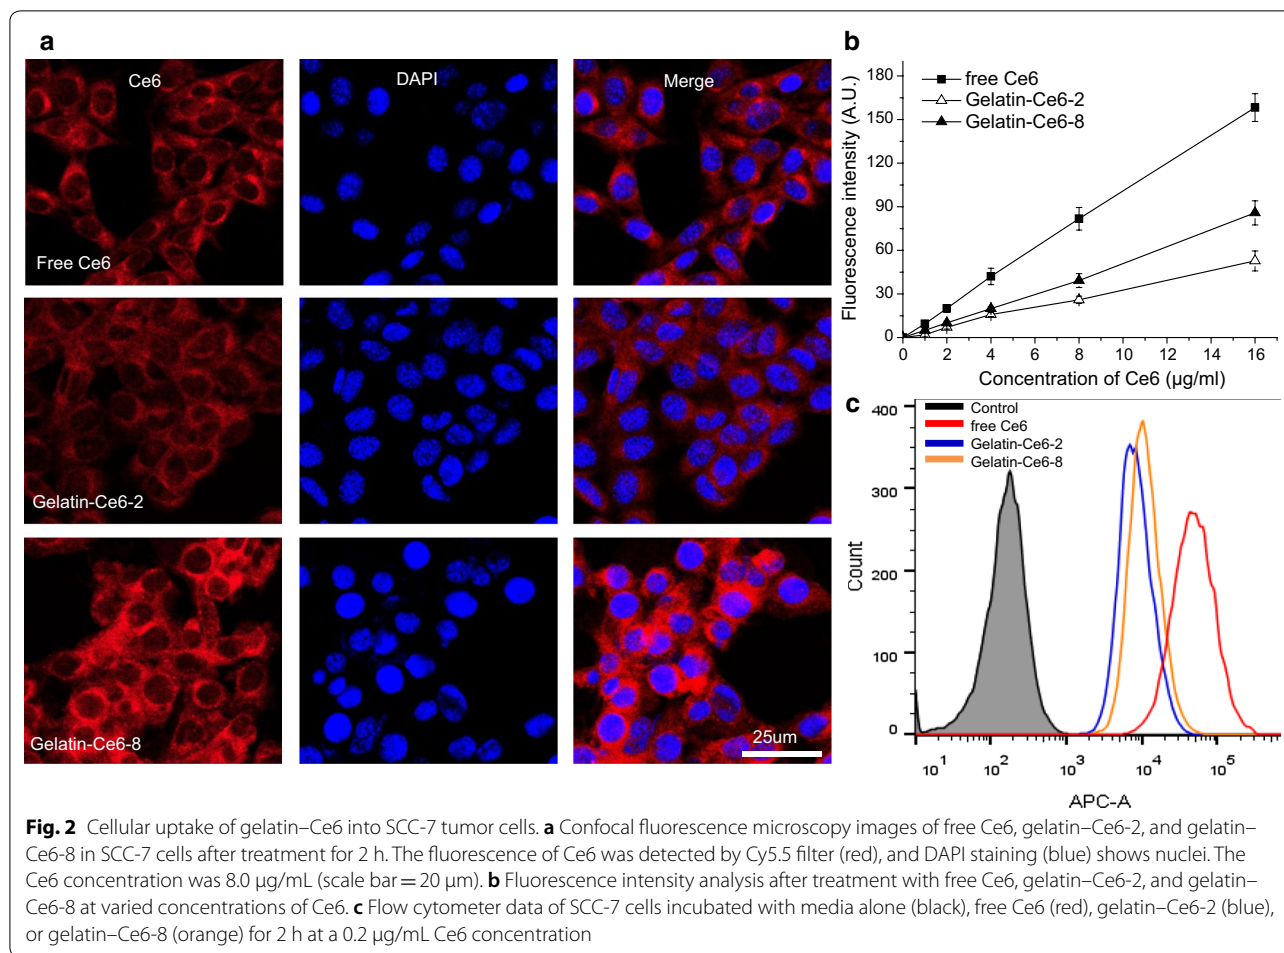 a
Ce6
DAPI
Merge
Free Ce6
Gelatin-Ce6-2
Gelatin-Ce6-8
25um
b
180
150
120
90
60
30
0
Fluorescence intensity (A.U.)
free Ce6
Gelatin-Ce6-2
Gelatin-Ce6-8
0 2 4 6 8 10 12 14 16
Concentration of Ce6 (μg/ml)
c
400
300
200
100
0
Count
Control
free Ce6
Gelatin-Ce6-2
Gelatin-Ce6-8
10^1 10^2 10^3 10^4 10^5
APC-A
Fig. 2 Cellular uptake of gelatin–Ce6 into SCC-7 tumor cells. a Confocal fluorescence microscopy images of free Ce6, gelatin–Ce6-2, and gelatin–
Ce6-8 in SCC-7 cells after treatment for 2 h. The fluorescence of Ce6 was detected by Cy5.5 filter (red), and DAPI staining (blue) shows nuclei. The
Ce6 concentration was 8.0 μg/mL (scale bar = 20 μm). b Fluorescence intensity analysis after treatment with free Ce6, gelatin–Ce6-2, and gelatin–
Ce6-8 at varied concentrations of Ce6. c Flow cytometer data of SCC-7 cells incubated with media alone (black), free Ce6 (red), gelatin–Ce6-2 (blue),
or gelatin–Ce6-8 (orange) for 2 h at a 0.2 μg/mL Ce6 concentration